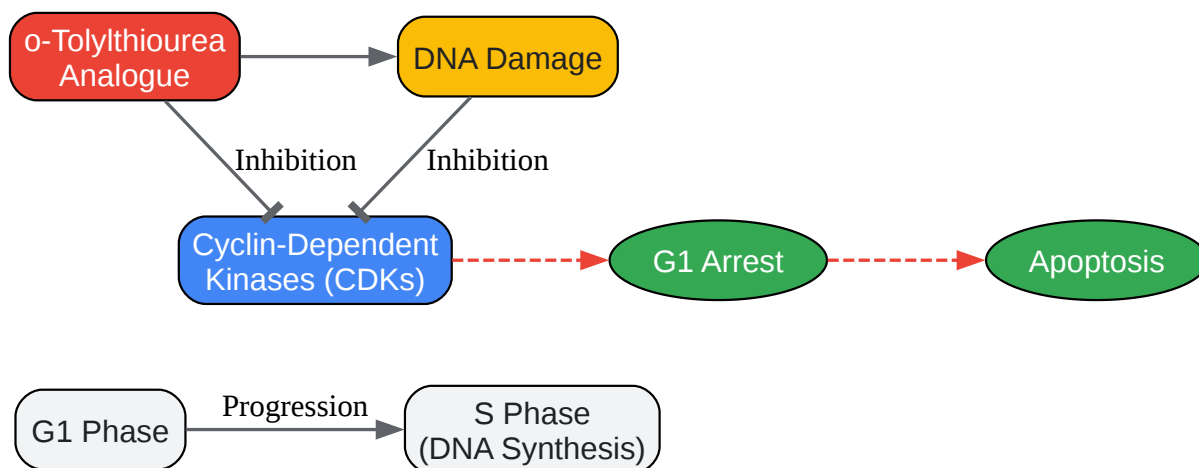 o-Tolylthiourea
Analogue
DNA Damage
Inhibition
Inhibition
Cyclin-Dependent
Kinases (CDKs)
G1 Arrest
Apoptosis
G1 Phase
Progression
S Phase
(DNA Synthesis)